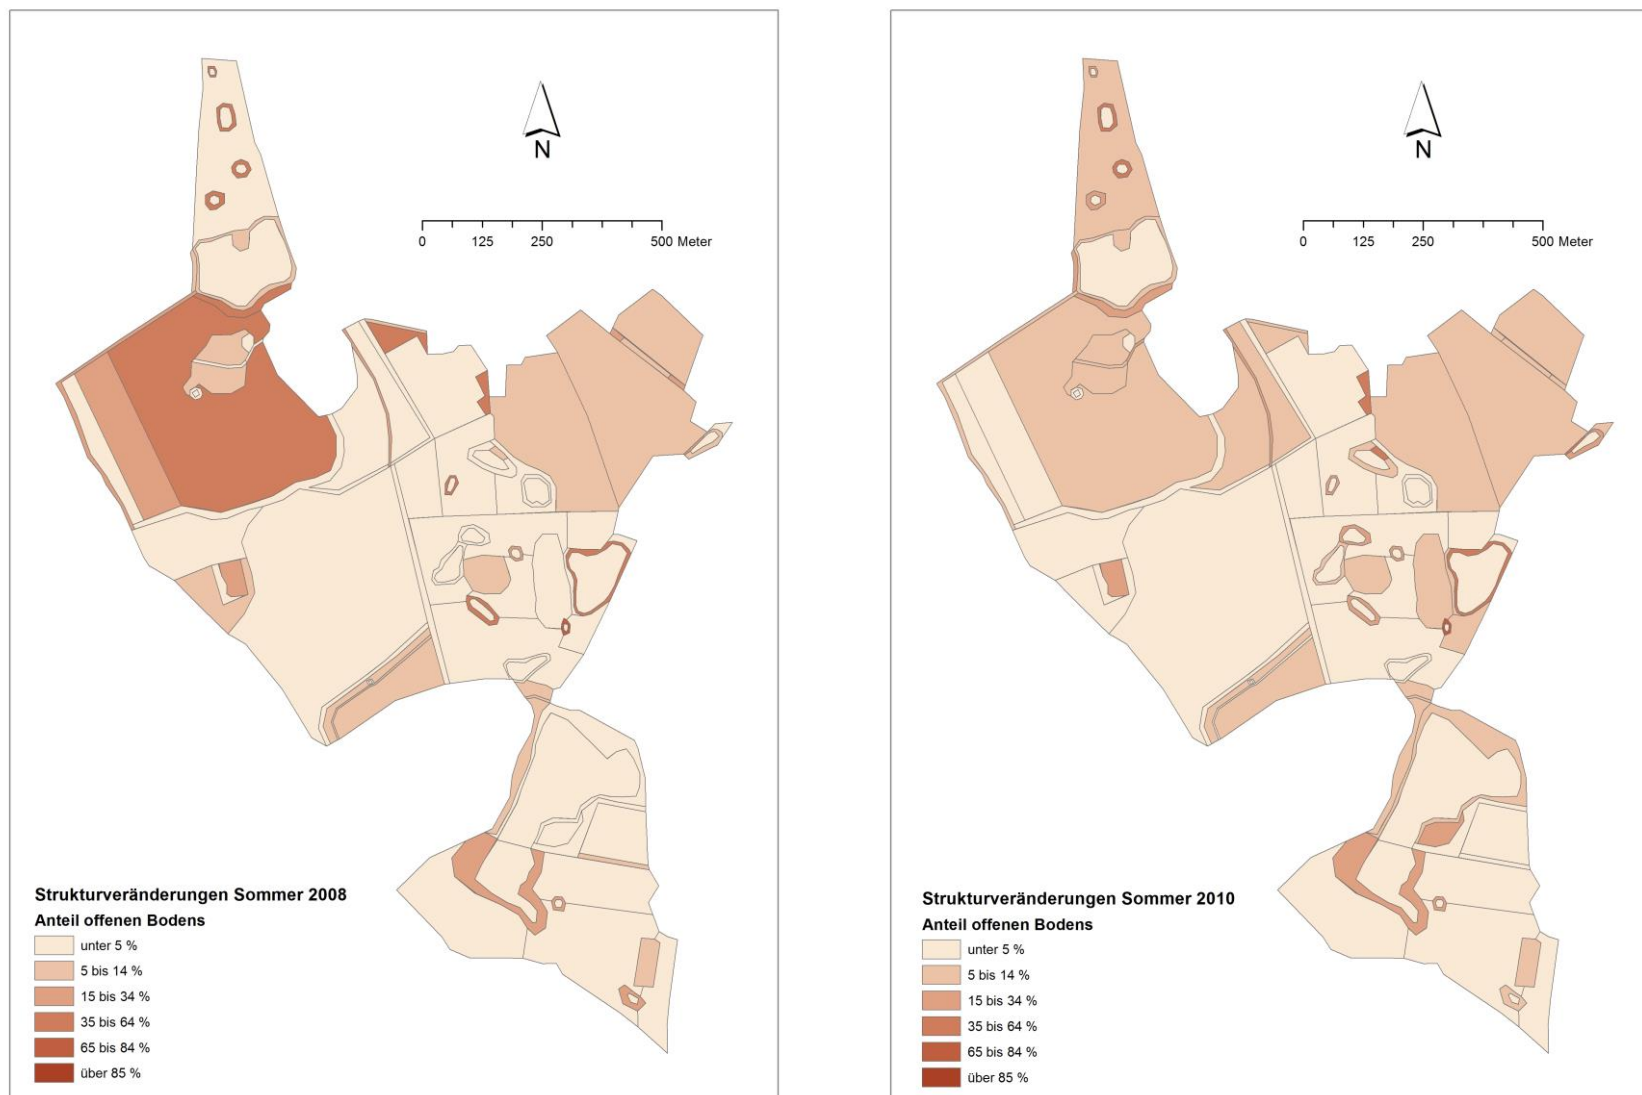 N
0 125 250 500 Meter
Strukturveränderungen Sommer 2008
Anteil offenen Bodens
unter 5 %
5 bis 14 %
15 bis 34 %
35 bis 64 %
65 bis 84 %
über 85 %
N
0 125 250 500 Meter
Strukturveränderungen Sommer 2010
Anteil offenen Bodens
unter 5 %
5 bis 14 %
15 bis 34 %
35 bis 64 %
65 bis 84 %
über 85 %